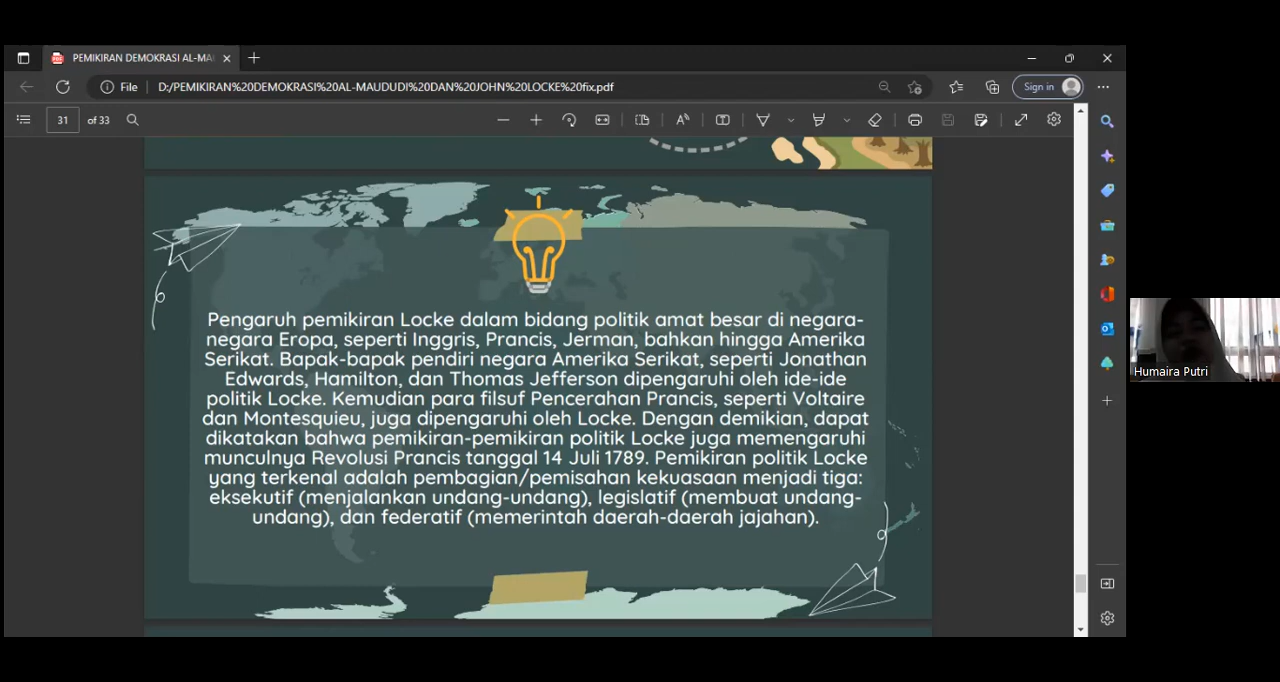 PEMIKIRAN DEMOKRASI AL-MA
File
D:/PEMIKIRAN%20DEMOKRASI%20AL-MAUDUDI%20DAN%20JOHN%20LOCKE%20fix.pdf
Sign in
31 of 33
Pengaruh pemikiran Locke dalam bidang politik amat besar di negara-
negara Eropa, seperti Inggris, Prancis, Jerman, bahkan hingga Amerika
Serikat. Bapak-bapak pendiri negara Amerika Serikat, seperti Jonathan
Edwards, Hamilton, dan Thomas Jefferson dipengaruhi oleh ide-ide
politik Locke. Kemudian para filsuf Pencerahan Prancis, seperti Voltaire
dan Montesquieu, juga dipengaruhi oleh Locke. Dengan demikian, dapat
dikatakan bahwa pemikiran-pemikiran politik Locke juga memengaruhi
munculnya Revolusi Prancis tanggal 14 Juli 1789. Pemikiran politik Locke
yang terkenal adalah pembagian/pemisahan kekuasaan menjadi tiga:
eksekutif (menjalankan undang-undang), legislatif (membuat undang-
undang), dan federatif (memerintah daerah-daerah jajahan).
Humaira Putri